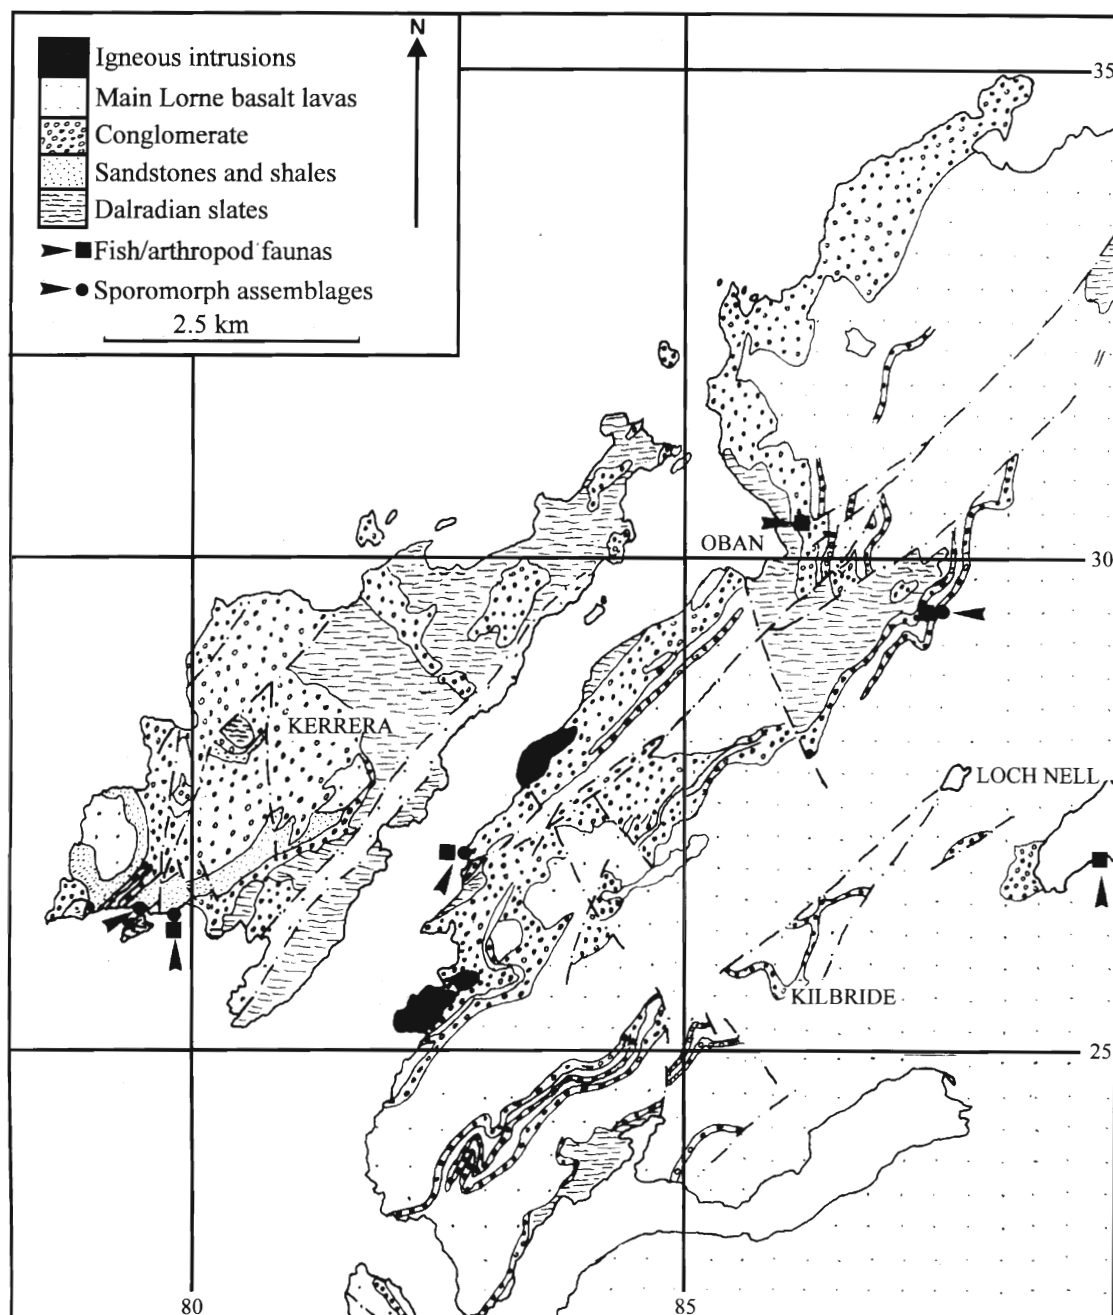 N
Igneous intrusions
Main Lorne basalt lavas
Conglomerate
Sandstones and shales
Dalradian slates
Fish/arthropod faunas
Sporomorph assemblages
2.5 km
35
OBAN
30
KERRERA
LOCH NELL
KILBRIDE
25
80
85